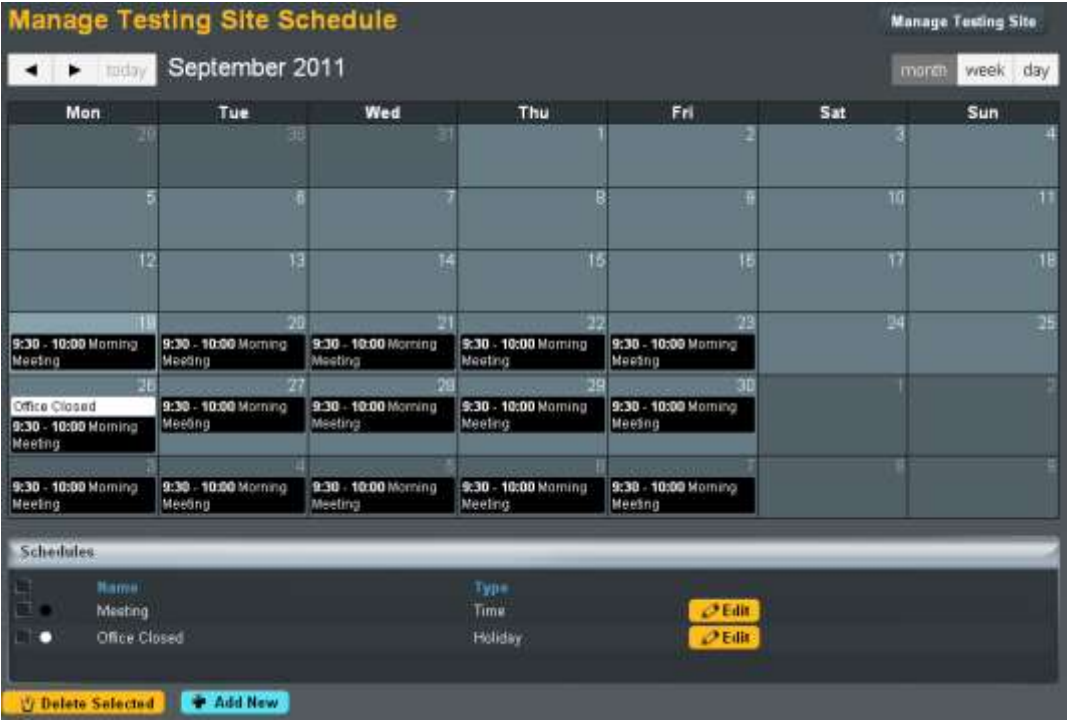 Manage Testing Site Schedule
Manage Testing Site
today
September 2011
month week day
Mon Tue Wed Thu Fri Sat Sun
29 30 31 1 2 3 4
5 6 7 8 9 10 11
12 13 14 15 16 17 18
19 20 21 22 23 24 25
9:30 - 10:00 Morning 9:30 - 10:00 Morning 9:30 - 10:00 Morning 9:30 - 10:00 Morning 9:30 - 10:00 Morning
Meeting Meeting Meeting Meeting Meeting
26 27 28 29 30 1 2
Office Closed 9:30 - 10:00 Morning 9:30 - 10:00 Morning 9:30 - 10:00 Morning 9:30 - 10:00 Morning
Meeting Meeting Meeting Meeting
9:30 - 10:00 Morning
Meeting
3 4 5 6 7 8 9
9:30 - 10:00 Morning 9:30 - 10:00 Morning 9:30 - 10:00 Morning 9:30 - 10:00 Morning 9:30 - 10:00 Morning
Meeting Meeting Meeting Meeting Meeting
Schedules
Name Type
Meeting Time Edit
Office Closed Holiday Edit
Delete Selected Add New